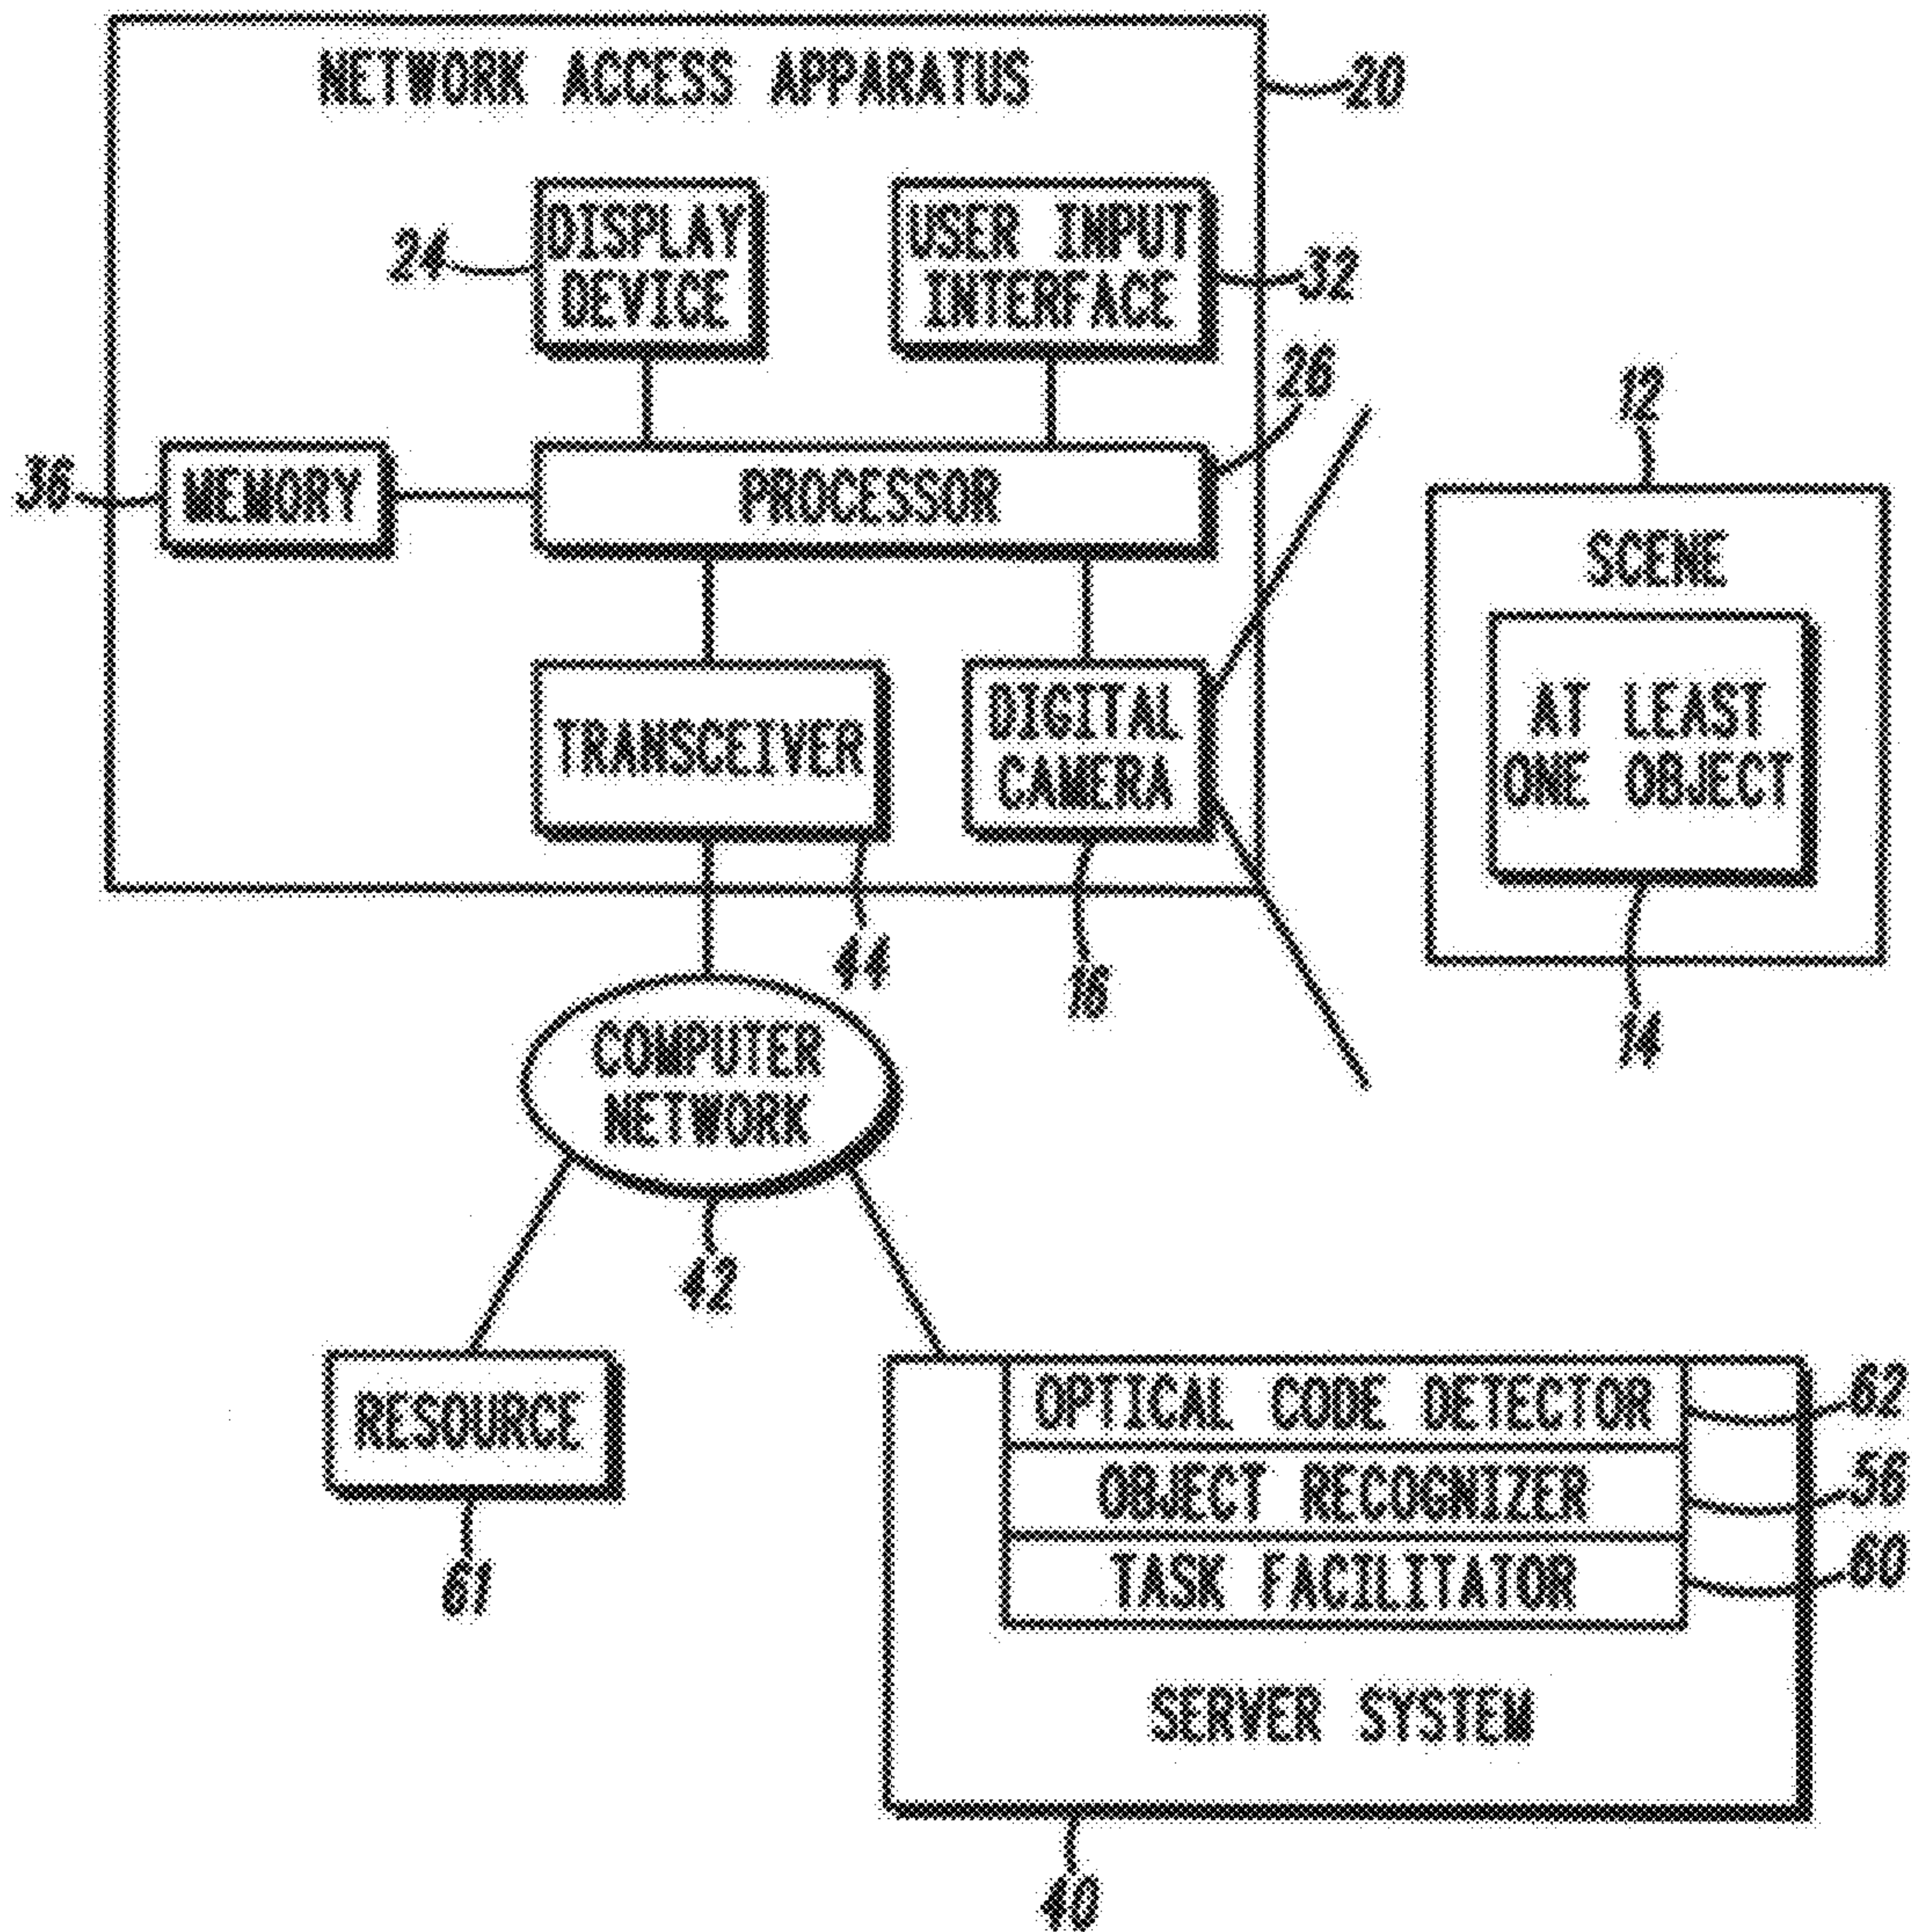 NETWORK ACCESS APPARATUS
20
24
DISPLAY
DEVICE
USER INPUT
INTERFACE
32
26
12
36
MEMORY
PROCESSOR
SCENE
TRANSCEIVER
DIGITAL
CAMERA
AT LEAST
ONE OBJECT
44
16
14
COMPUTER
NETWORK
42
RESOURCE
61
OPTICAL CODE DETECTOR
62
OBJECT RECOGNIZER
56
TASK FACILITATOR
60
SERVER SYSTEM
40